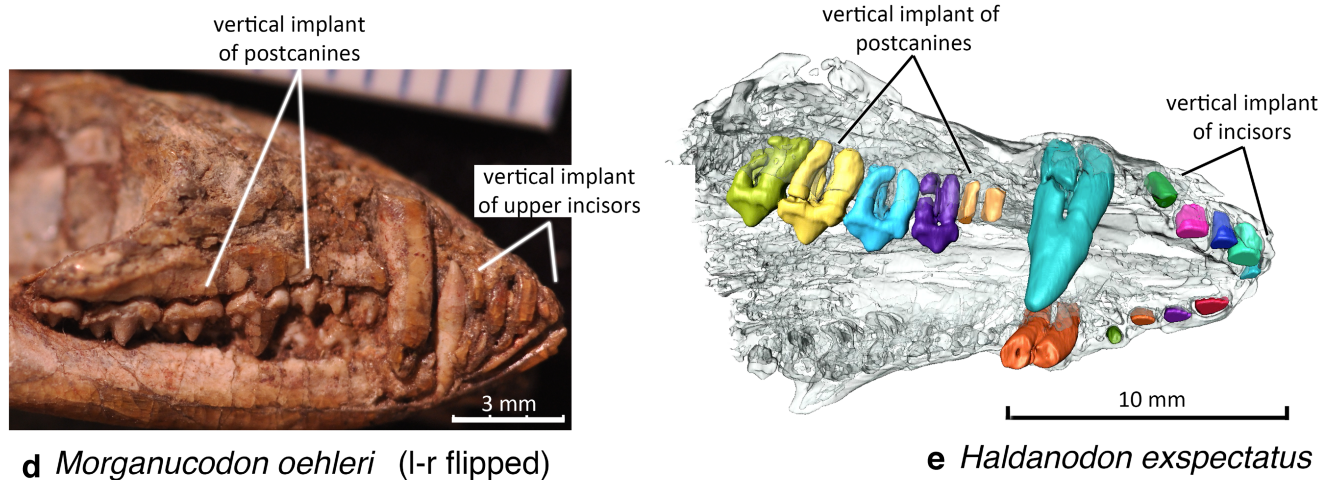 vertical implant
of postcanines
vertical implant
of upper incisors
3 mm
d Morganucodon oehleri (l-r flipped)
vertical implant of
postcanines
vertical implant
of incisors
10 mm
e Haldanodon exspectatus